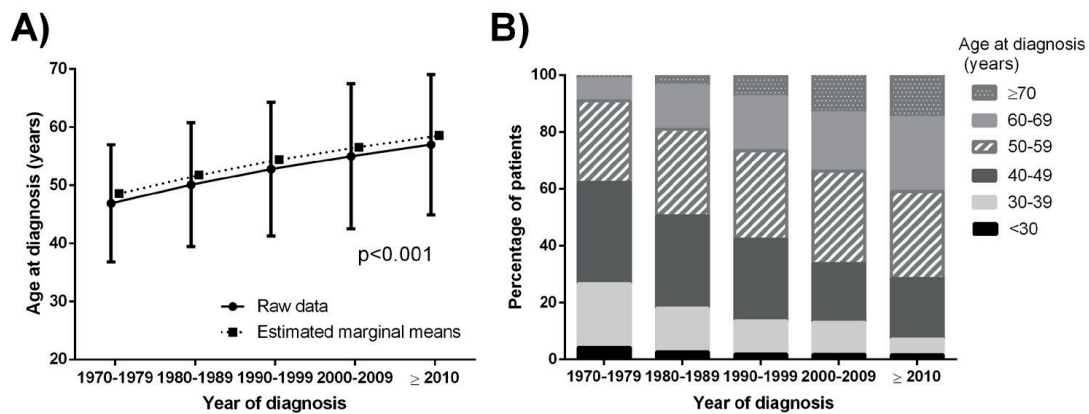 A)
Age at diagnosis (years)
70
60
50
40
30
20
p<0.001
Raw data
Estimated marginal means
1970-1979 1980-1989 1990-1999 2000-2009 ≥ 2010
Year of diagnosis
B)
Percentage of patients
100
80
60
40
20
0
1970-1979 1980-1989 1990-1999 2000-2009 ≥ 2010
Year of diagnosis
Age at diagnosis
(years)
≥70
60-69
50-59
40-49
30-39
<30